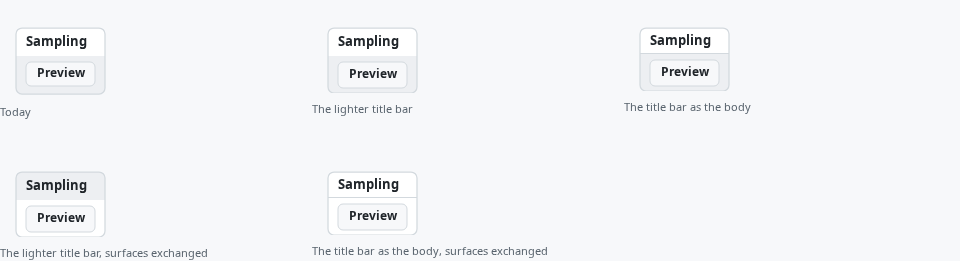 Sampling
Preview
Today
Sampling
Preview
The lighter title bar
Sampling
Preview
The title bar as the body
Sampling
Preview
The lighter title bar, surfaces exchanged
Sampling
Preview
The title bar as the body, surfaces exchanged